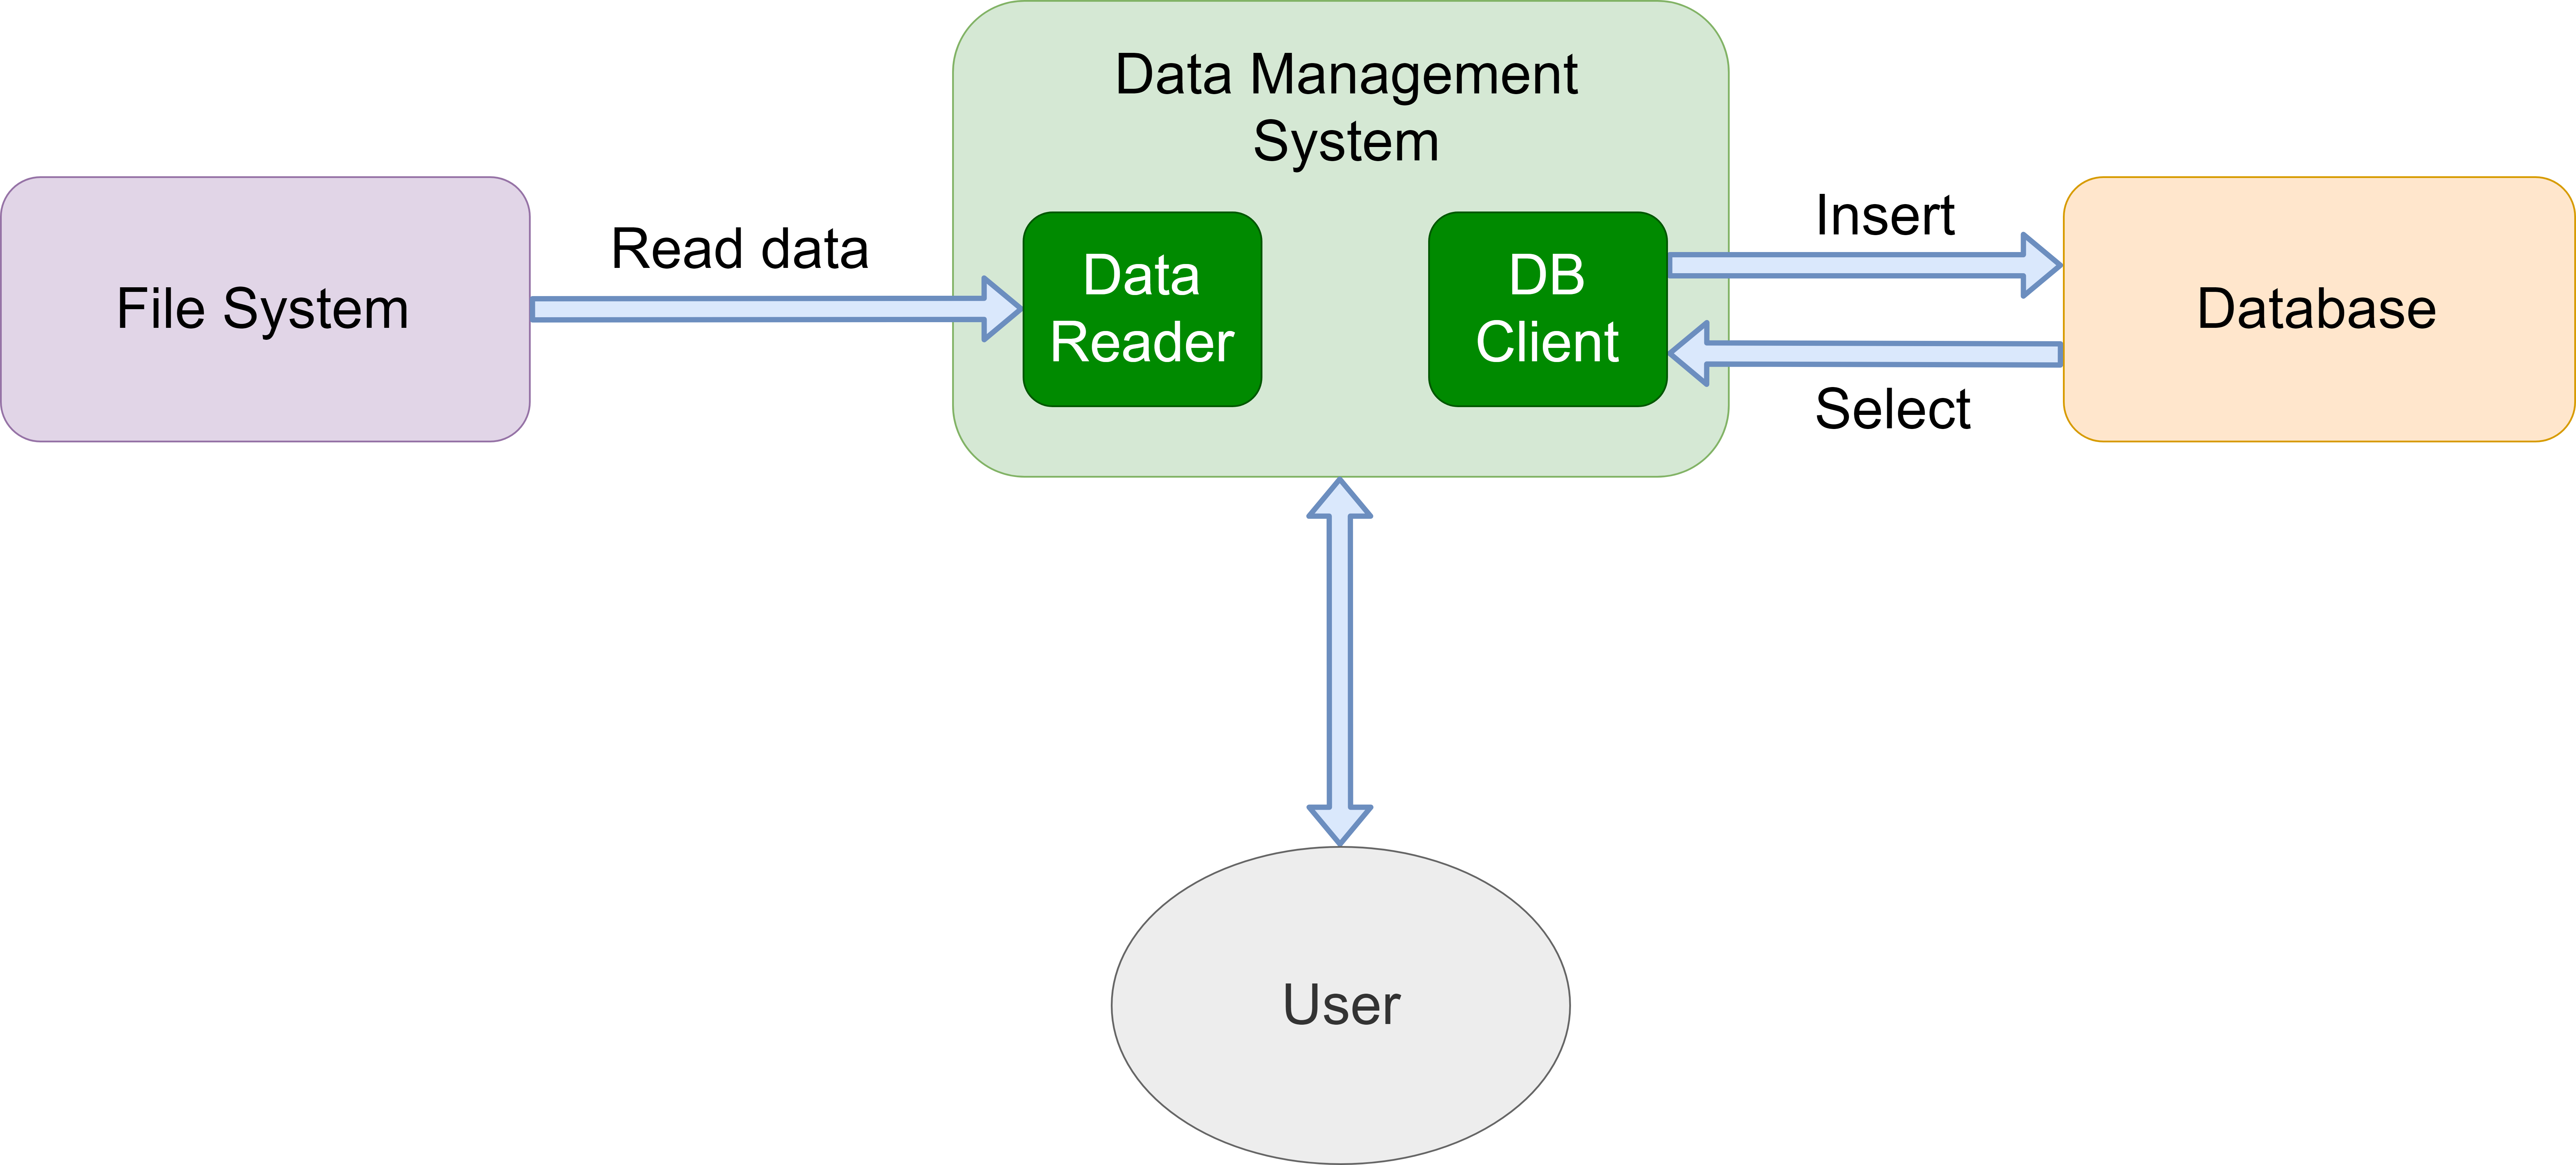 Data Management
System
File System
Read data
Data
Reader
DB
Client
Insert
Select
Database
User